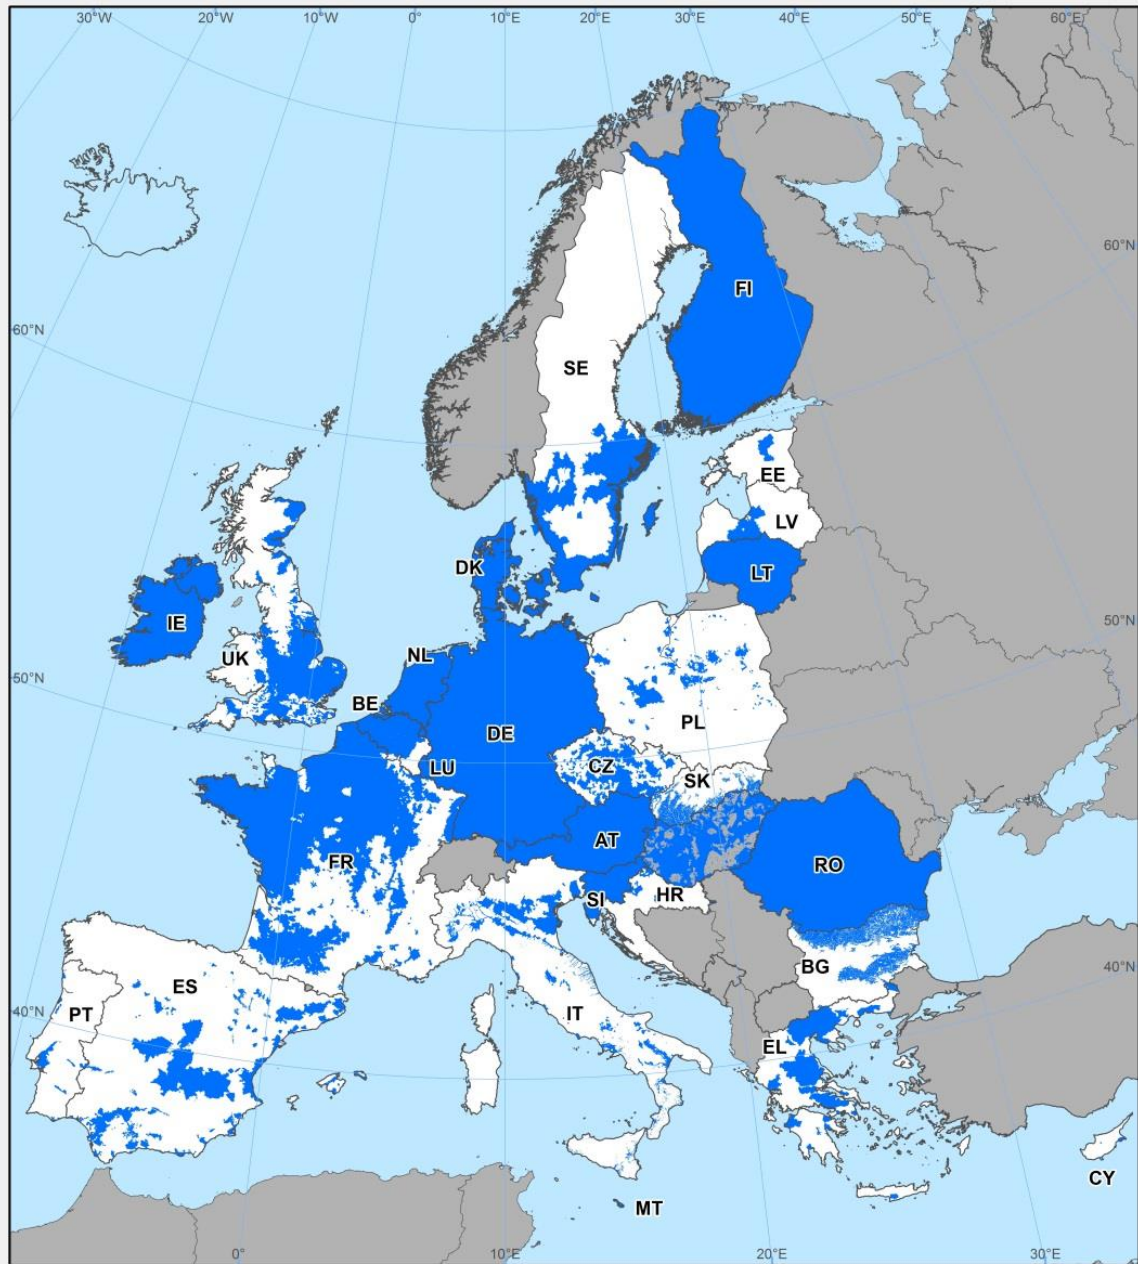 30°W 20°W 10°W 0° 10°E 20°E 30°E 40°E 50°E 60°E
60°N
60°N
FI
SE
EE
LV
DK
LT
IE
50°N
NL
UK
50°N
BE
PL
DE
LU
CZ
SK
AT
FR
RO
SI
HR
BG
40°N
ES
IT
40°N
PT
EL
CY
MT
0° 10°E 20°E 30°E